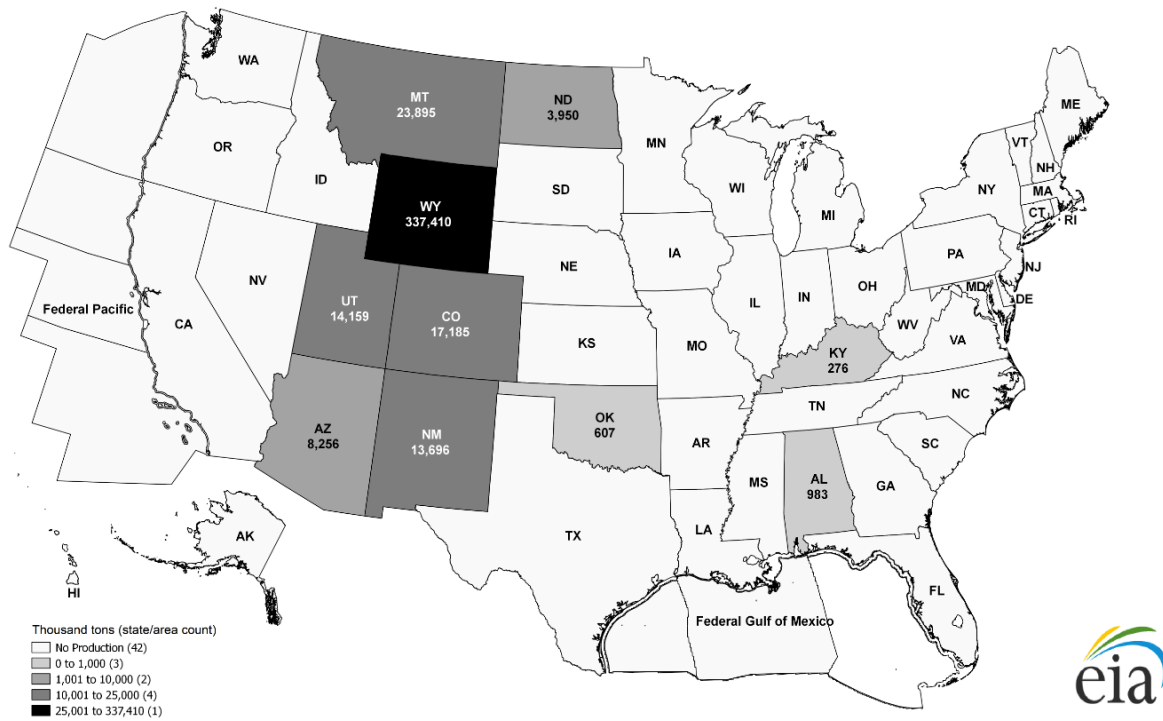 WA
MT
23,895
ND
3,950
MN
ME
VT
NH
OR
ID
SD
WI
NY
MA
CT
RI
WY
337,410
MI
IA
PA
NJ
NE
NV
OH
MD
DE
IL
IN
UT
14,159
CO
17,185
Federal Pacific
CA
WV
VA
KS
MO
KY
276
NC
TN
OK
607
AZ
8,256
NM
13,696
AR
SC
MS
AL
983
GA
LA
TX
AK
HI
FL
Federal Gulf of Mexico
Thousand tons (state/area count)
No Production (42)
0 to 1,000 (3)
1,001 to 10,000 (2)
10,001 to 25,000 (4)
25,001 to 337,410 (1)
eia